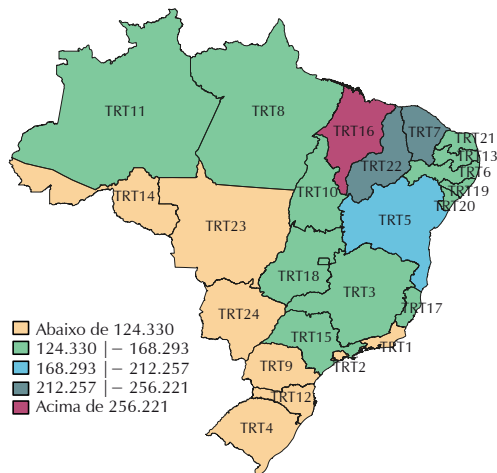 TRT11
TRT8
TRT16
TRT7
TRT21
TRT13
TRT22
TRT6
TRT14
TRT10
TRT19
TRT20
TRT5
TRT23
TRT18
TRT3
TRT24
TRT17
TRT15
TRT1
TRT9
TRT2
TRT12
TRT4
Abaixo de 124.330
124.330 |− 168.293
168.293 − 212.257
212.257 |− 256.221
Acima de 256.221